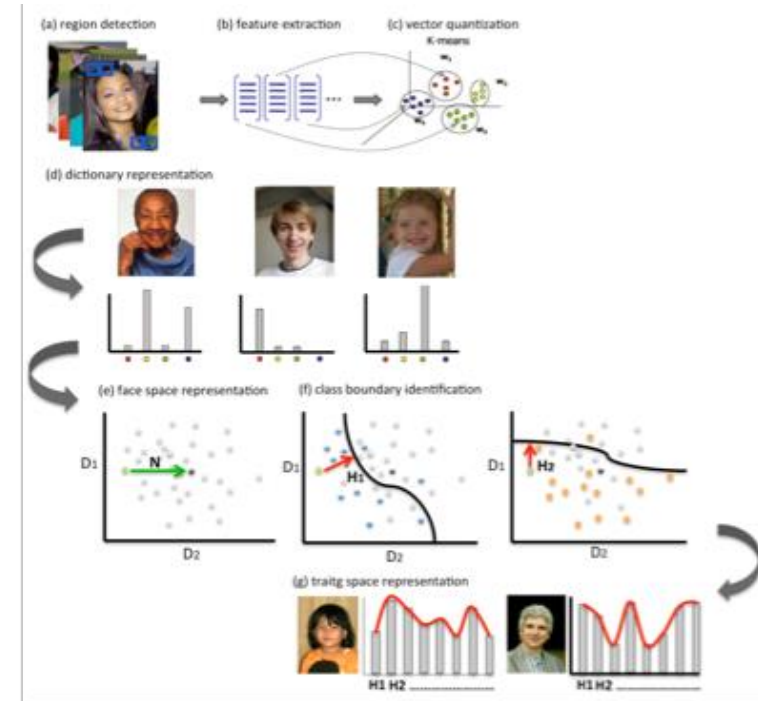 (a) region detection (b) feature extraction (c) vector quantization
K-means
(d) dictionary representation
(e) face space representation (f) class boundary identification
D1 N D2
D1 H1 D2
D1 H2 D2
(g) traitg space representation
H1 H2
H1 H2